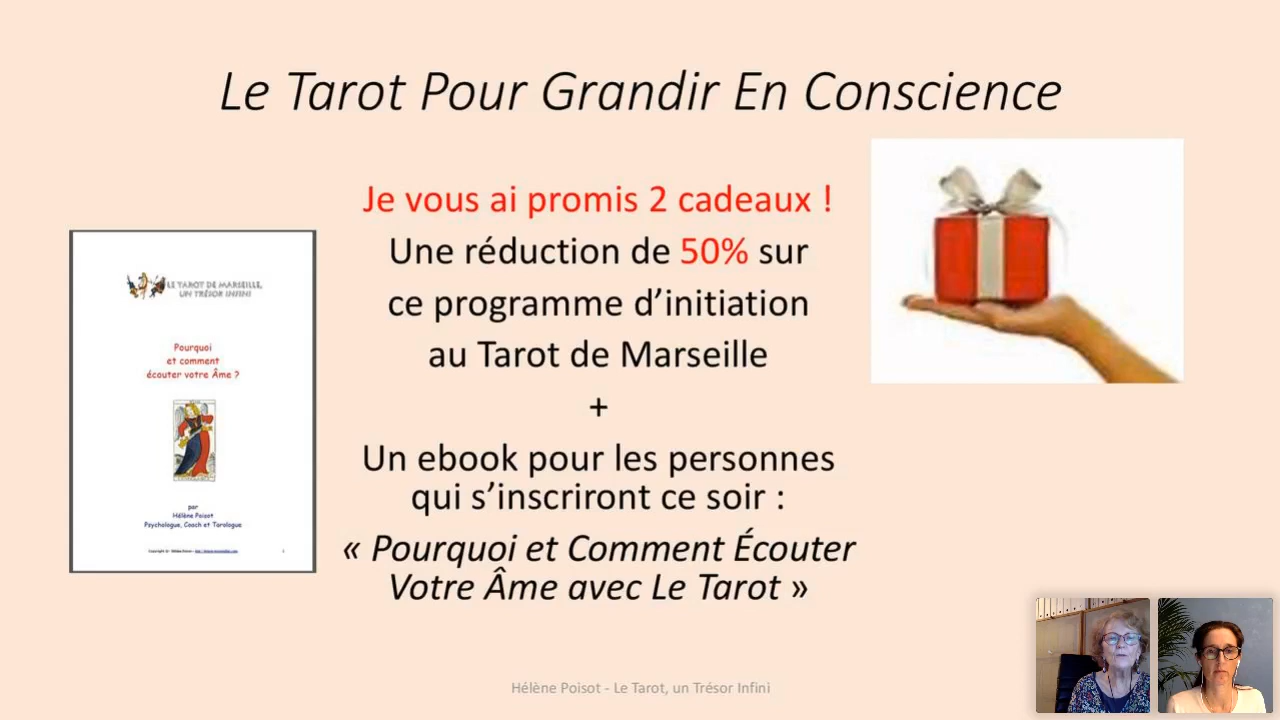 Le Tarot Pour Grandir En Conscience
Je vous ai promis 2 cadeaux !
Une réduction de 50% sur
ce programme d’initiation
au Tarot de Marseille
+
Un ebook pour les personnes
qui s’inscriront ce soir :
« Pourquoi et Comment Écouter
Votre Âme avec Le Tarot »
LE TAROT DE MARSEILLE,
UN TRÉSOR INFINI
Pourquoi
et comment
écouter votre Âme ?
par
Hélène Poisot
Psychologue, Coach et Tarologue
Hélène Poisot - Le Tarot, un Trésor Infini